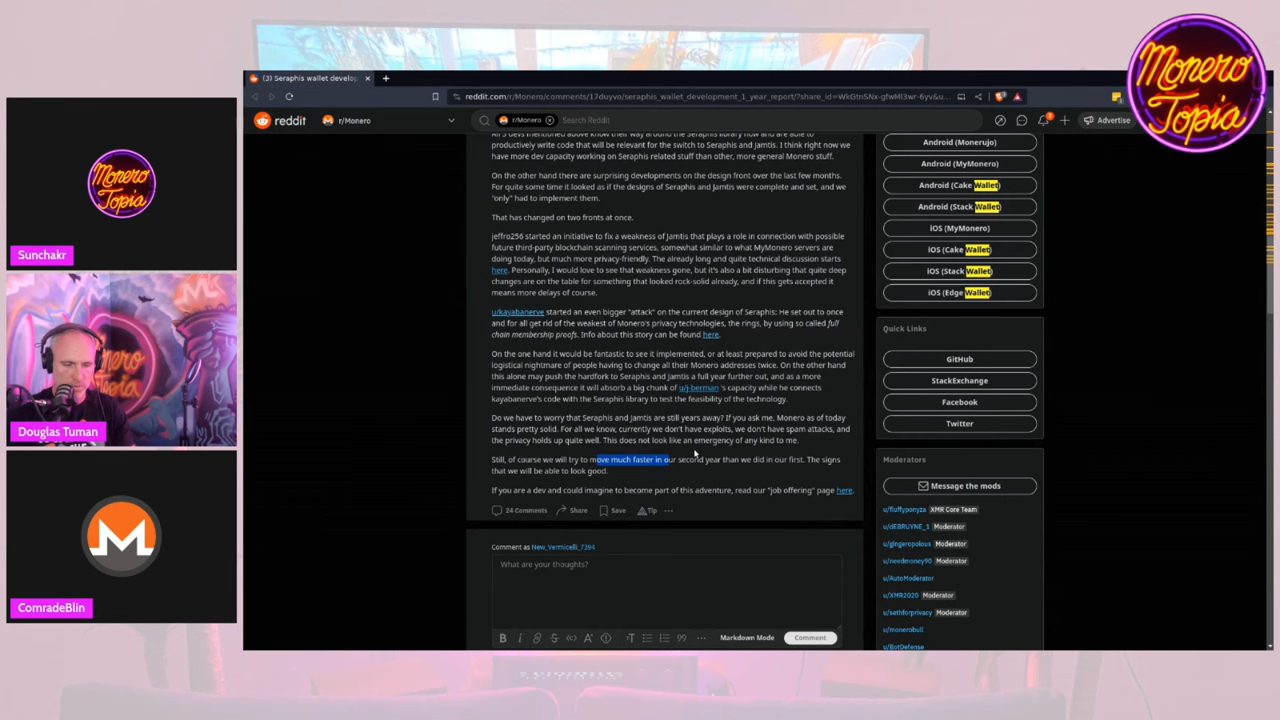 Monero
Topia
(3) Seraphis wallet develop
reddit.com/r/Monero/comments/17duyvo/seraphis_wallet_development_1_year_report/?share_id=
reddit
r/Monero
r/Monero
Search Reddit
Advertise
All 3 devs mentioned above know their way around the Seraphis library now and are able to
productively write code that will be relevant for the switch to Seraphis and Jamtis. I think right now we
have more dev capacity working on Seraphis related stuff than other, more general Monero stuff.
On the other hand there are surprising developments on the design front over the last few months.
For quite some time it looked as if the designs of Seraphis and Jamtis were complete and set, and we
"only" had to implement them.
That has changed on two fronts at once.
jeffro256 started an initiative to fix a weakness of Jamtis that plays a role in connection with possible
future third-party blockchain scanning services, somewhat similar to what MyMonero servers are
doing today, but much more privacy-friendly. The already long and quite technical discussion starts
here. Personally, I would love to see that weakness gone, but it's also a bit disturbing that quite deep
changes are on the table for something that looked rock-solid already, and if this gets accepted it
means more delays of course.
u/kayabanerve started an even bigger "attack" on the current design of Seraphis: He set out to once
and for all get rid of the weakest of Monero's privacy technologies, the rings, by using so called full
chain membership proofs. Info about this story can be found here.
On the one hand it would be fantastic to see it implemented, or at least prepared to avoid the potential
logistical nightmare of people having to change all their Monero addresses twice. On the other hand
this alone may push the hardfork to Seraphis and Jamtis a full year further out, and as a more
immediate consequence it will absorb a big chunk of u/j-berman 's capacity while he connects
kayabanerve's code with the Seraphis library to test the feasibility of the technology.
Do we have to worry that Seraphis and Jamtis are still years away? If you ask me, Monero as of today
stands pretty solid. For all we know, currently we don't have exploits, we don't have spam attacks, and
the privacy holds up quite well. This does not look like an emergency of any kind to me.
Still, of course we will try to move much faster in our second year than we did in our first. The signs
that we will be able to look good.
If you are a dev and could imagine to become part of this adventure, read our "job offering" page here.
24 Comments
Share
Save
Tip
Comment as New_Vermicelli_7294
What are your thoughts?
Markdown Mode
Comment
Android (Monerujo)
Android (MyMonero)
Android (Cake Wallet)
Android (Stack Wallet)
iOS (MyMonero)
iOS (Cake Wallet)
iOS (Stack Wallet)
iOS (Edge Wallet)
Quick Links
GitHub
StackExchange
Facebook
Twitter
Moderators
Message the mods
u/fluffyponyza XMR Core Team
u/dEBRUYNE_1 Moderator
u/gingeropolous Moderator
u/needmoney90 Moderator
u/AutoModerator
u/XMR2020 Moderator
u/sethforprivacy Moderator
u/monerobull
u/BotDefense
Monero
Topia
Sunchakr
Monero
Topia
Douglas Tuman
ComradeBlin